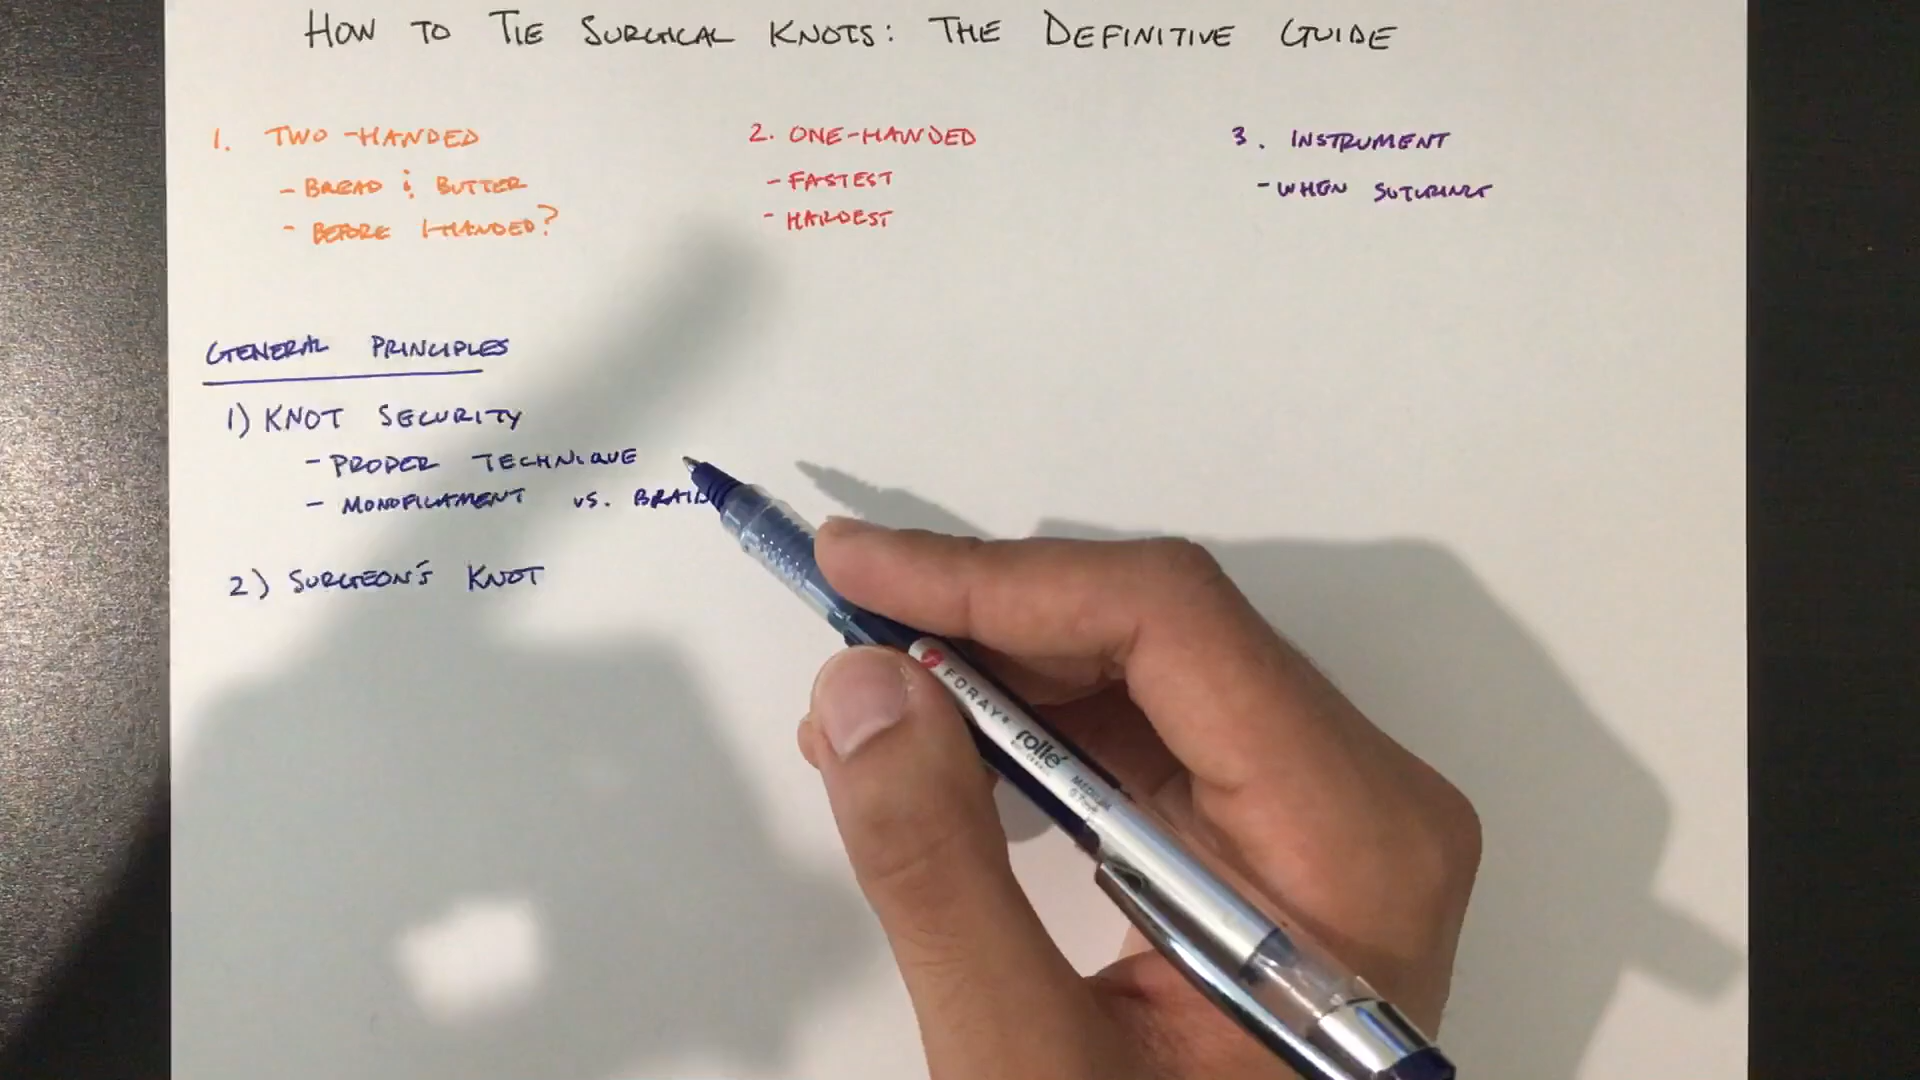 HOW TO TIE SURGICAL KNOTS: THE DEFINITIVE GUIDE
1. TWO-HANDED
- BREAD & BUTTER
- BEFORE 1-HANDED?
2. ONE-HANDED
- FASTEST
- HARDEST
3. INSTRUMENT
- WHEN SUTURING
GENERAL PRINCIPLES
1) KNOT SECURITY
- PROPER TECHNIQUE
- MONOFILAMENT VS. BRAID
2) SURGEON'S KNOT
FORAY® rolle
MEDIUM